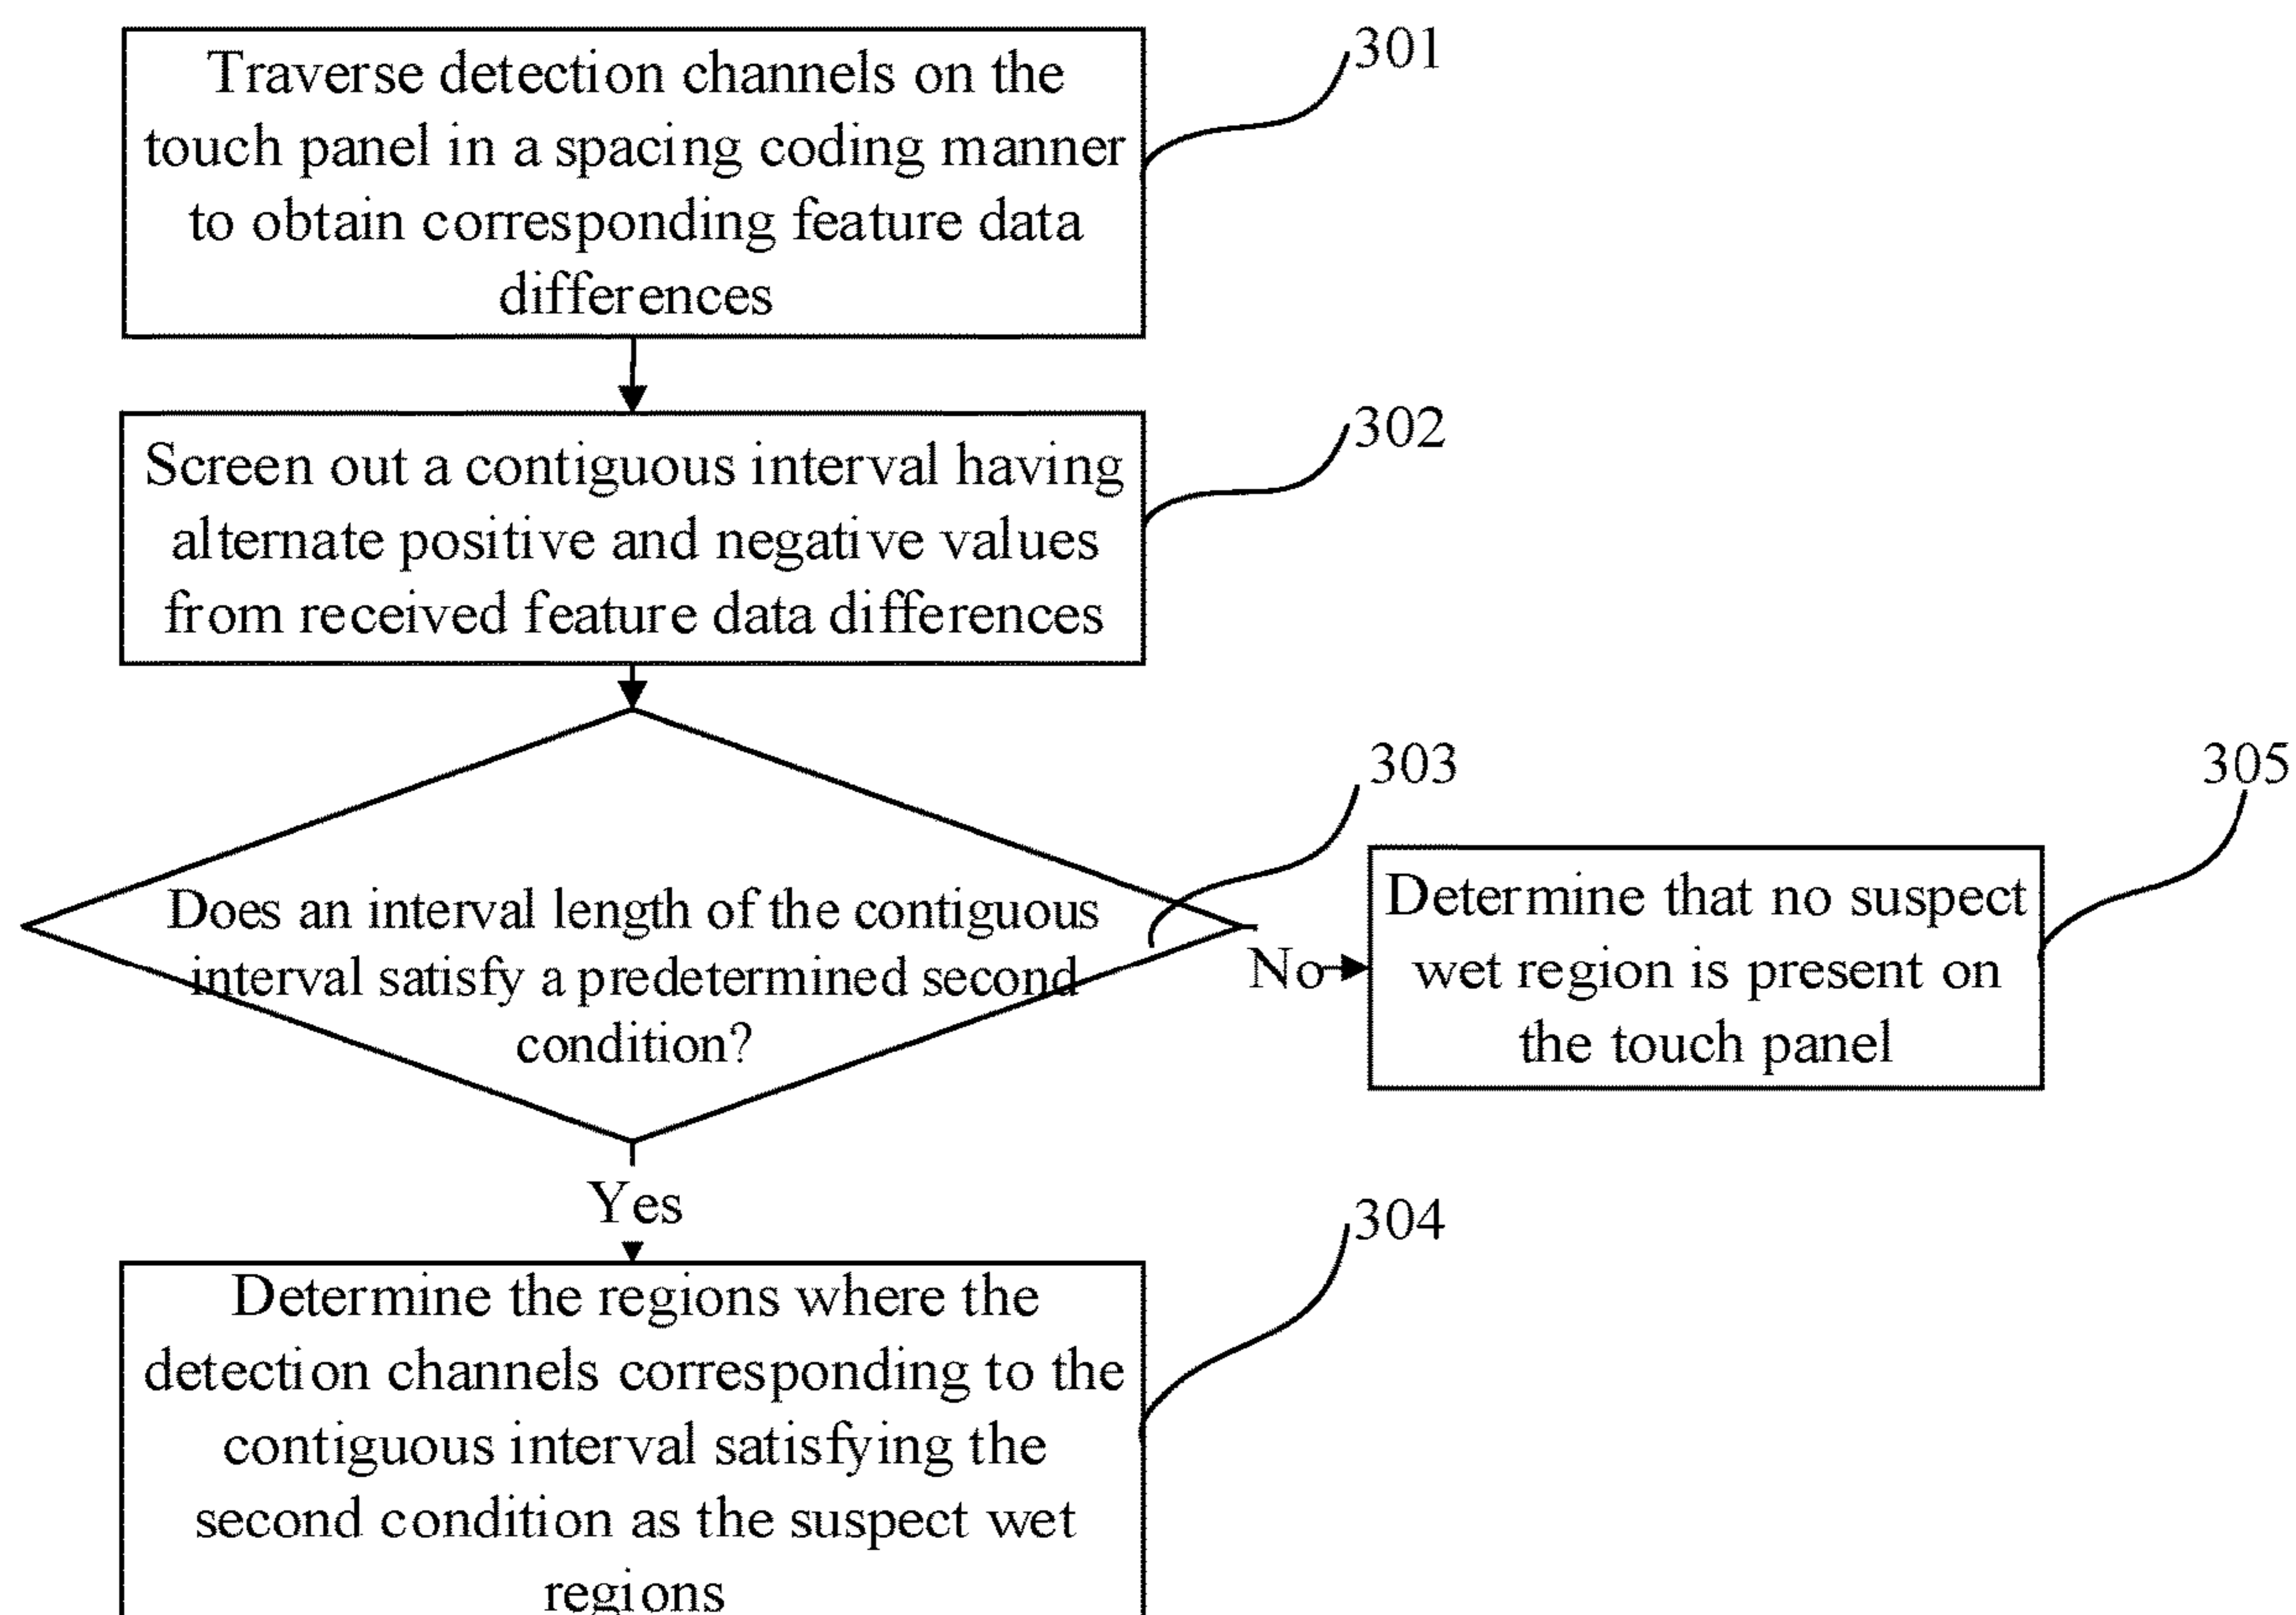 Traverse detection channels on the
touch panel in a spacing coding manner
to obtain corresponding feature data
differences
301
Screen out a contiguous interval having
alternate positive and negative values
from received feature data differences
302
Does an interval length of the contiguous
interval satisfy a predetermined second
condition?
303
No
Determine that no suspect
wet region is present on
the touch panel
305
Yes
Determine the regions where the
detection channels corresponding to the
contiguous interval satisfying the
second condition as the suspect wet
regions
304